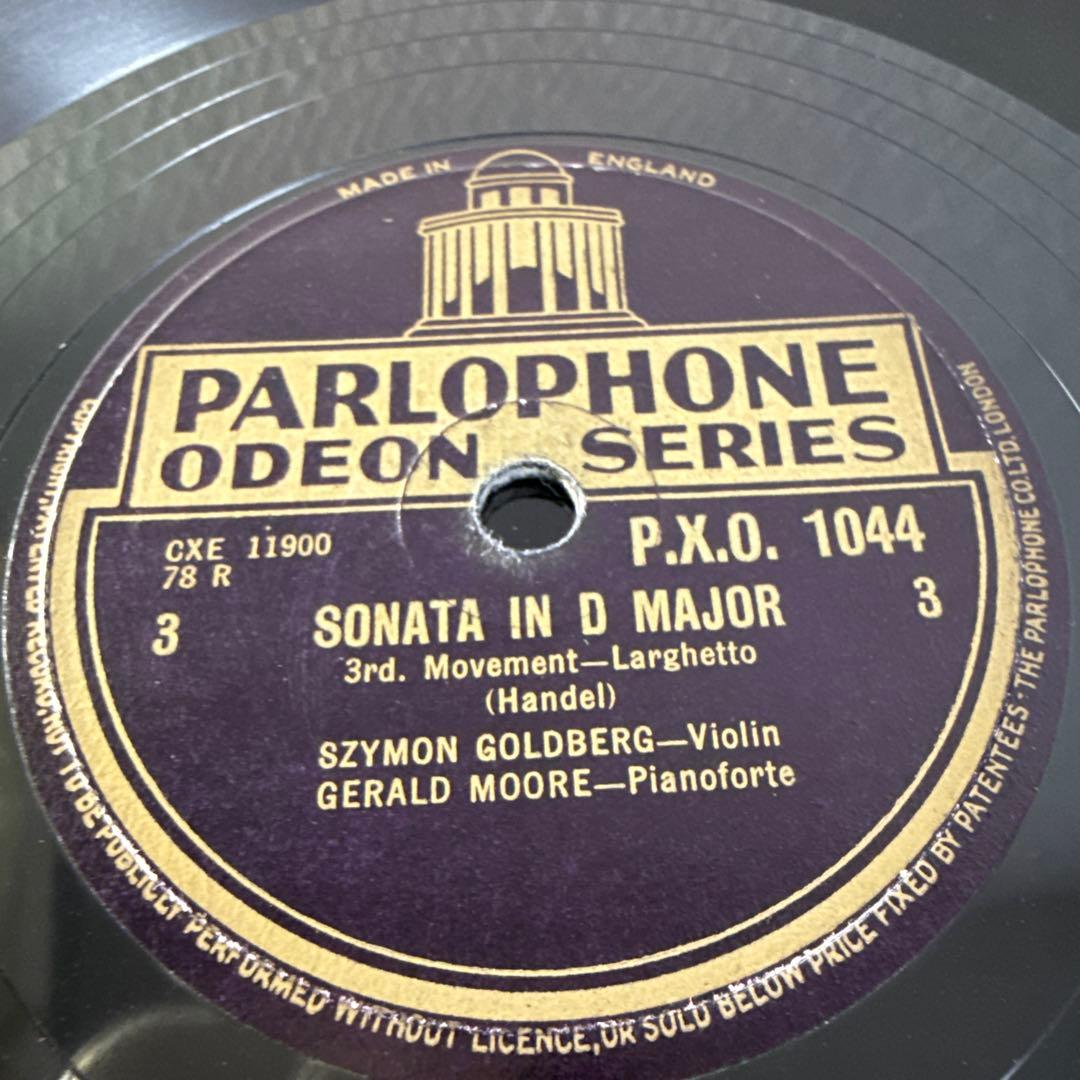 MADE IN ENGLAND
PARLOPHONE
ODEON SERIES
CXE 11900
78 R
P.X.O. 1044
3
3
SONATA IN D MAJOR
3rd. Movement—Larghetto
(Handel)
SZYMON GOLDBERG—Violin
GERALD MOORE—Pianoforte
TO BE PUBLICLY PERFORMED WITHOUT LICENCE, OR SOLD BELOW PRICE FIXED BY PATENTEES · THE PARLOPHONE CO. LTD. LONDON